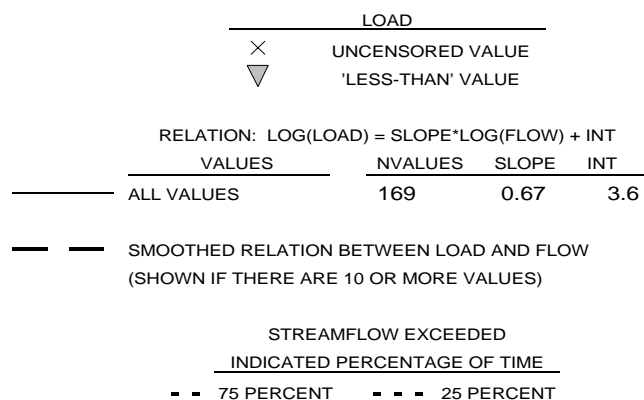 LOAD
UNCENSORED VALUE
'LESS-THAN' VALUE
RELATION: LOG(LOAD) = SLOPE*LOG(FLOW) + INT
VALUES NVALUES SLOPE INT
ALL VALUES 169 0.67 3.6
SMOOTHED RELATION BETWEEN LOAD AND FLOW
(SHOWN IF THERE ARE 10 OR MORE VALUES)
STREAMFLOW EXCEEDED
INDICATED PERCENTAGE OF TIME
75 PERCENT 25 PERCENT